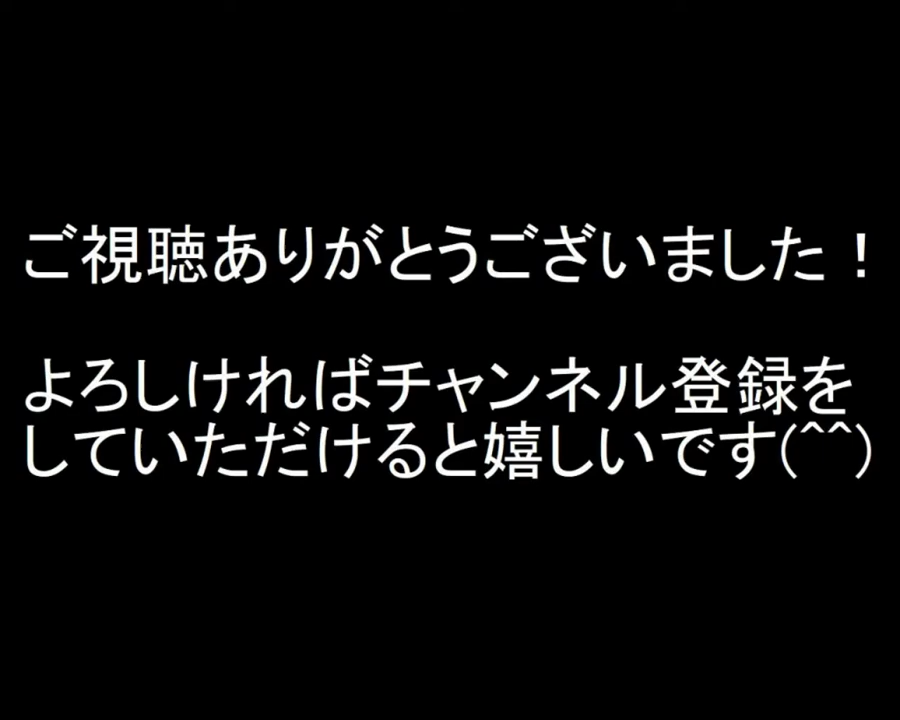 ご視聴ありがとうございました！
よろしければチャンネル登録を
していただけると嬉しいです(^^)